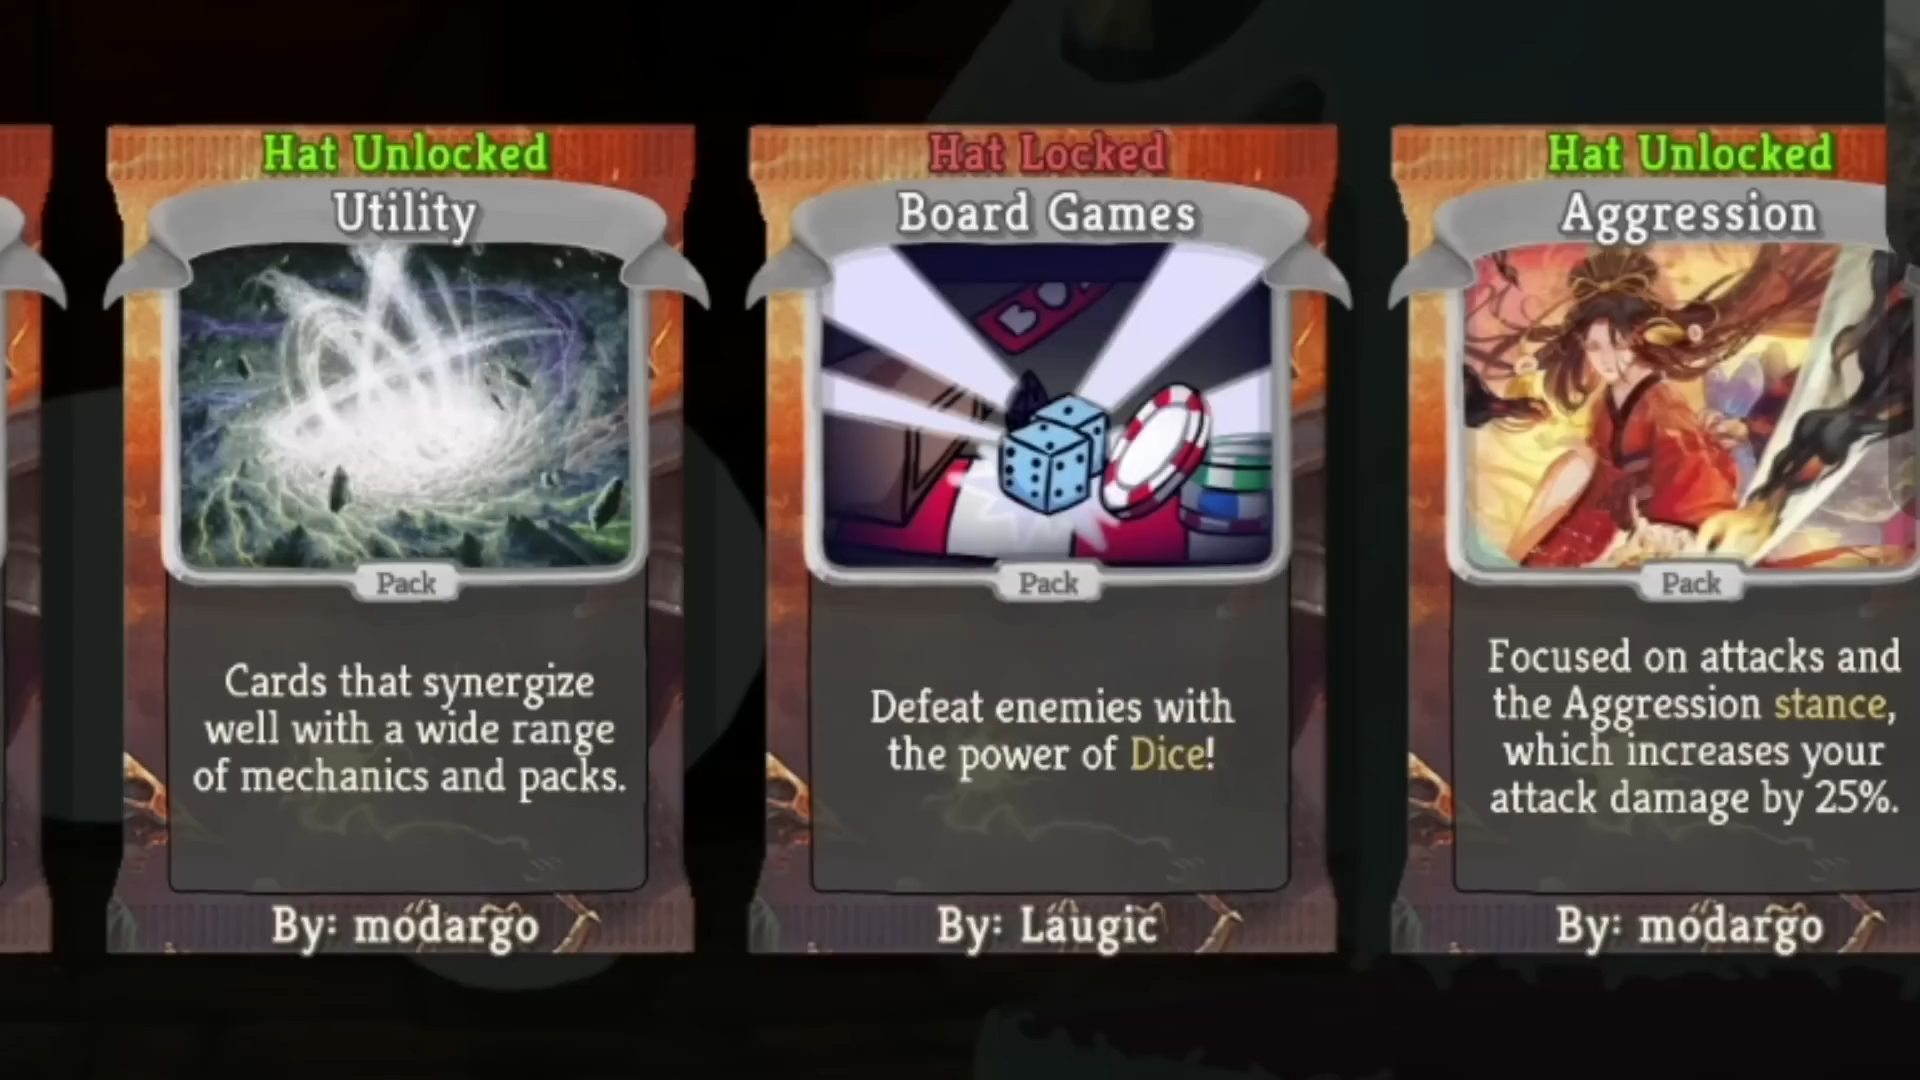 Hat Unlocked
Utility
Pack
Cards that synergize
well with a wide range
of mechanics and packs.
By: modargo
Hat Locked
Board Games
Pack
Defeat enemies with
the power of Dice!
By: Laugic
Hat Unlocked
Aggression
Pack
Focused on attacks and
the Aggression stance,
which increases your
attack damage by 25%.
By: modargo